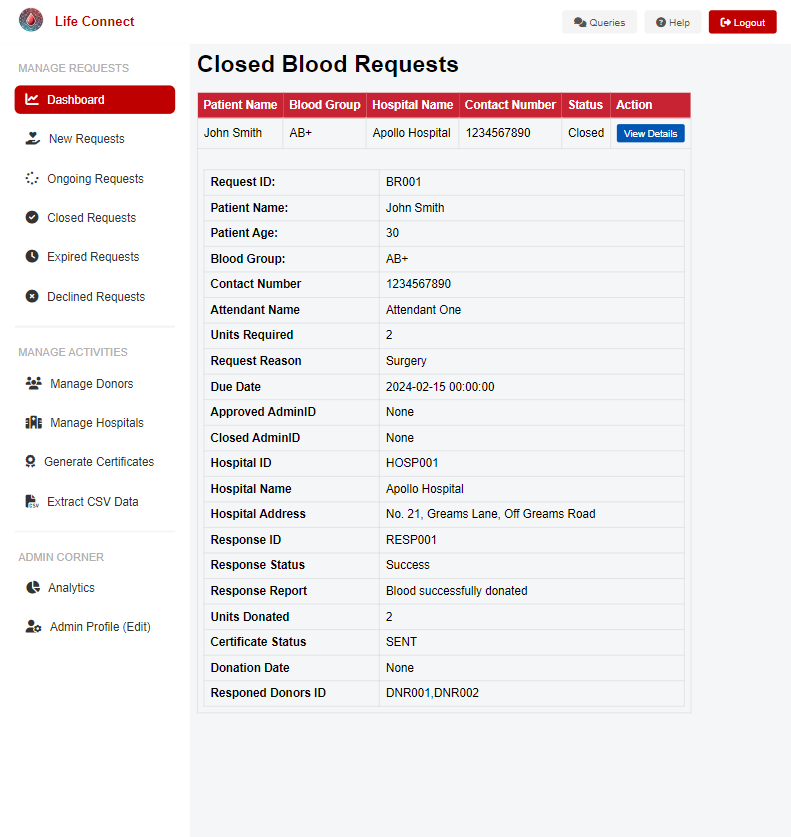 Life Connect
Queries
Help
Logout
MANAGE REQUESTS
Dashboard
New Requests
Ongoing Requests
Closed Requests
Expired Requests
Declined Requests
MANAGE ACTIVITIES
Manage Donors
Manage Hospitals
Generate Certificates
Extract CSV Data
ADMIN CORNER
Analytics
Admin Profile (Edit)
Closed Blood Requests
Patient Name Blood Group Hospital Name Contact Number Status Action
John Smith AB+ Apollo Hospital 1234567890 Closed View Details
Request ID: BR001
Patient Name: John Smith
Patient Age: 30
Blood Group: AB+
Contact Number 1234567890
Attendant Name Attendant One
Units Required 2
Request Reason Surgery
Due Date 2024-02-15 00:00:00
Approved AdminID None
Closed AdminID None
Hospital ID HOSP001
Hospital Name Apollo Hospital
Hospital Address No. 21, Greams Lane, Off Greams Road
Response ID RESP001
Response Status Success
Response Report Blood successfully donated
Units Donated 2
Certificate Status SENT
Donation Date None
Responed Donors ID DNR001,DNR002